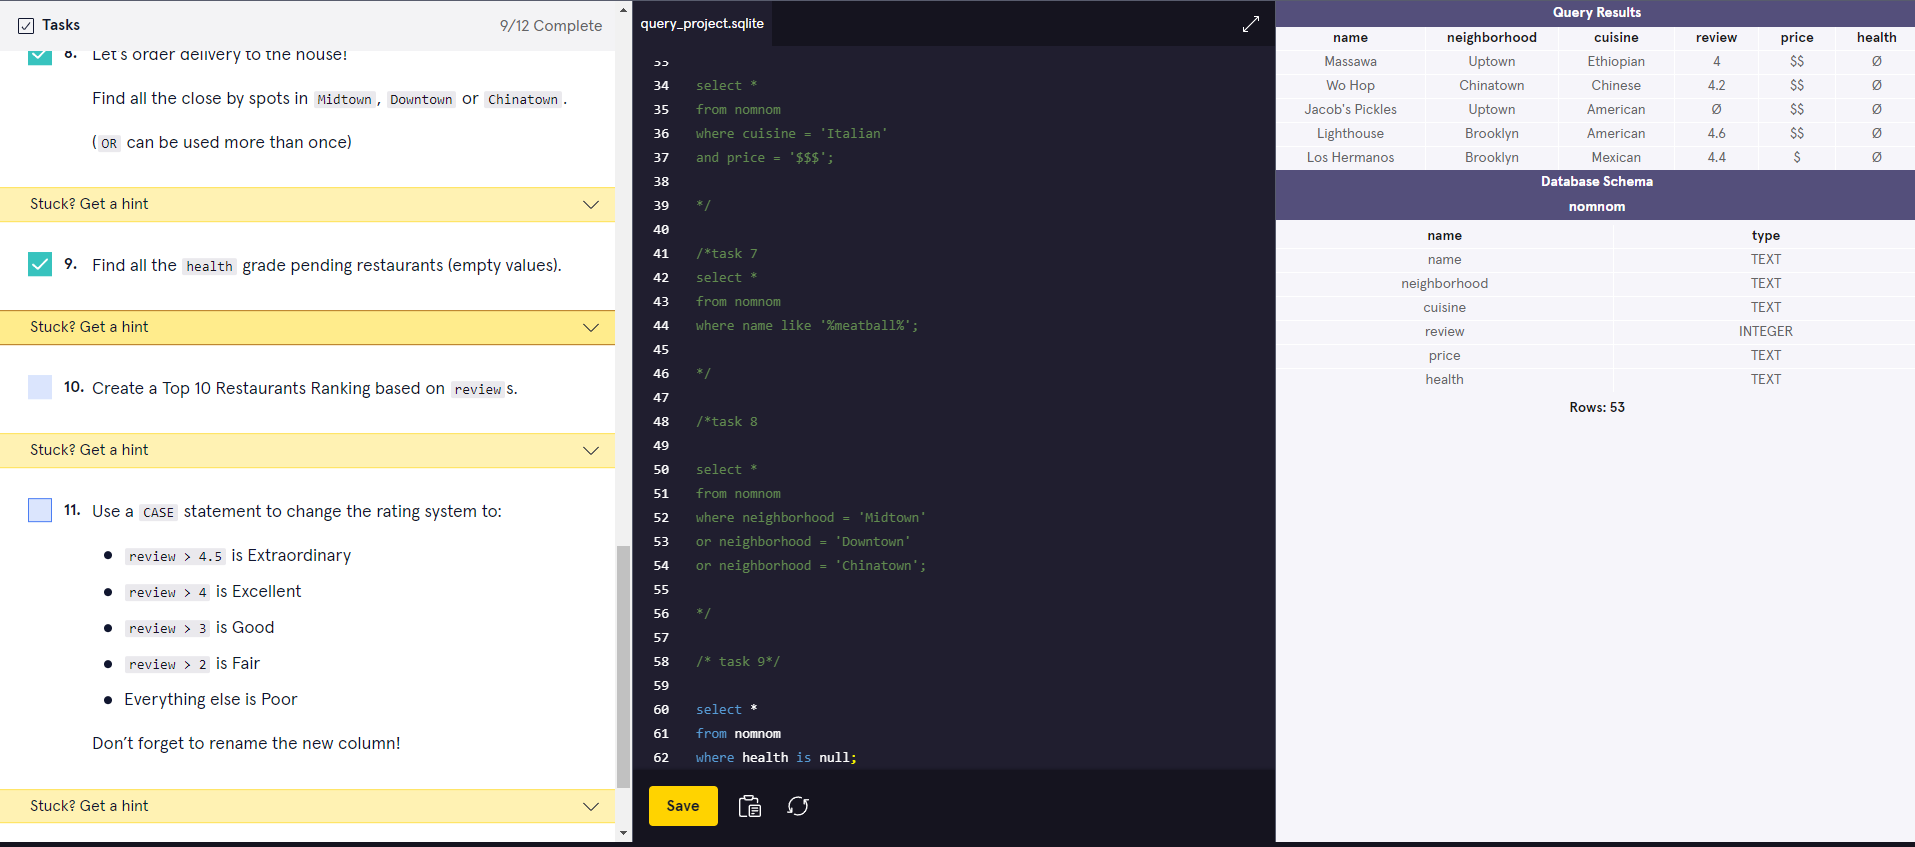 Tasks
9/12 Complete
8. Let's order delivery to the house!
Find all the close by spots in Midtown, Downtown or Chinatown.
(OR can be used more than once)
Stuck? Get a hint
9. Find all the health grade pending restaurants (empty values).
Stuck? Get a hint
10. Create a Top 10 Restaurants Ranking based on reviews.
Stuck? Get a hint
11. Use a CASE statement to change the rating system to:
● review > 4.5 is Extraordinary
● review > 4 is Excellent
● review > 3 is Good
● review > 2 is Fair
● Everything else is Poor
Don't forget to rename the new column!
Stuck? Get a hint
query_project.sqlite
33
34 select *
35 from nomnom
36 where cuisine = 'Italian'
37 and price = '$$$';
38
39 */
40
41 /*task 7
42 select *
43 from nomnom
44 where name like '%meatball%';
45
46 */
47
48 /*task 8
49
50 select *
51 from nomnom
52 where neighborhood = 'Midtown'
53 or neighborhood = 'Downtown'
54 or neighborhood = 'Chinatown';
55
56 */
57
58 /* task 9*/
59
60 select *
61 from nomnom
62 where health is null;
Save
Query Results
name neighborhood cuisine review price health
Massawa Uptown Ethiopian 4 $$ Ø
Wo Hop Chinatown Chinese 4.2 $$ Ø
Jacob's Pickles Uptown American Ø $$ Ø
Lighthouse Brooklyn American 4.6 $$ Ø
Los Hermanos Brooklyn Mexican 4.4 $ Ø
Database Schema
nomnom
name type
name TEXT
neighborhood TEXT
cuisine TEXT
review INTEGER
price TEXT
health TEXT
Rows: 53